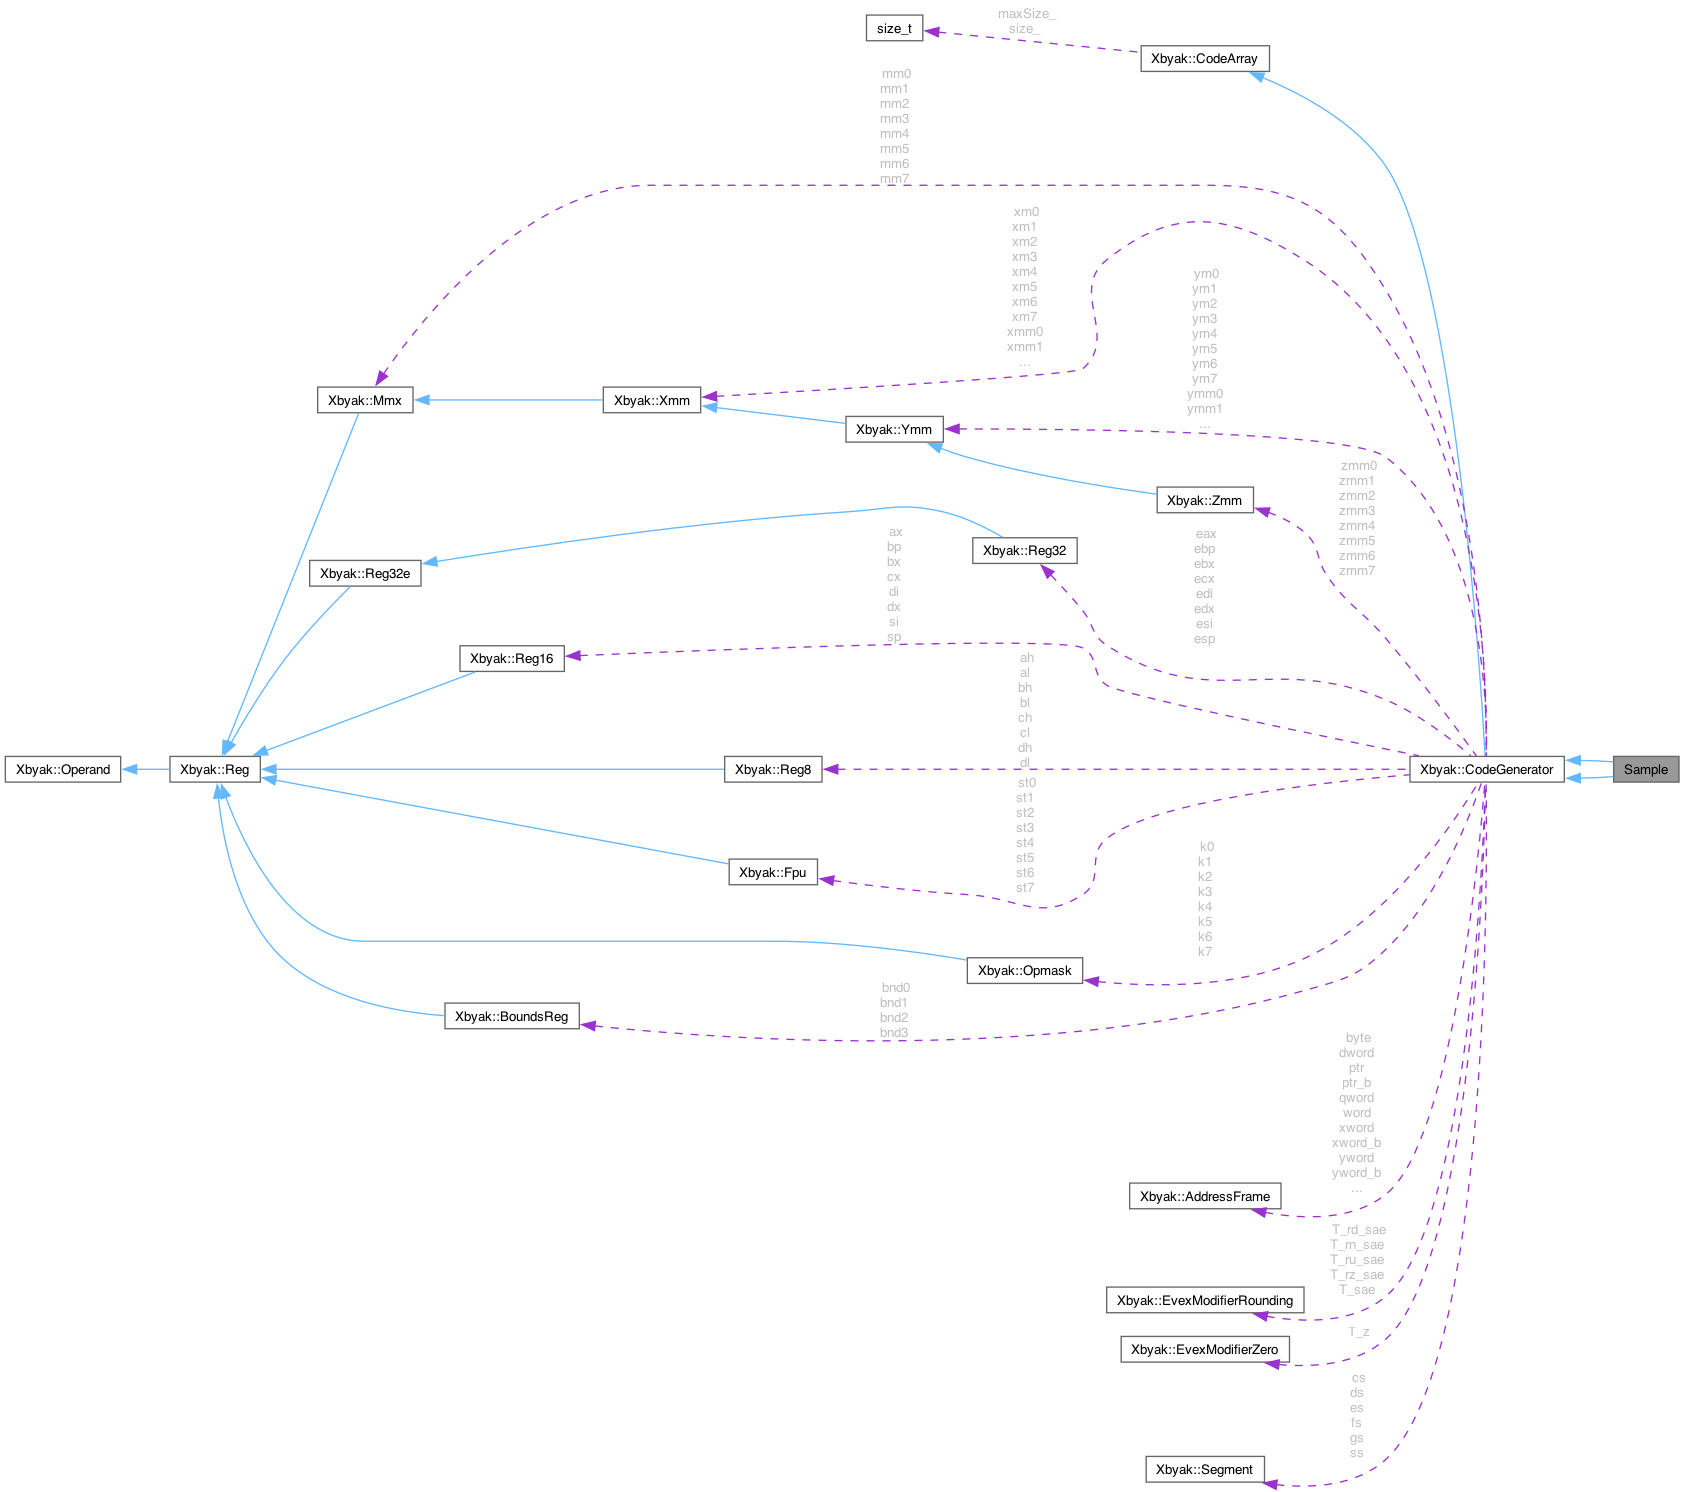 maxSize_
size_
size_t
Xbyak::CodeArray
mm0
mm1
mm2
mm3
mm4
mm5
mm6
mm7
xm0
xm1
xm2
xm3
xm4
xm5
xm6
xm7
xmm0
xmm1
...
ym0
ym1
ym2
ym3
ym4
ym5
ym6
ym7
ymm0
ymm1
...
Xbyak::Mmx
Xbyak::Xmm
Xbyak::Ymm
zmm0
zmm1
zmm2
zmm3
zmm4
zmm5
zmm6
zmm7
Xbyak::Zmm
ax
bp
bx
cx
di
dx
si
sp
eax
ebp
ebx
ecx
edi
edx
esi
esp
Xbyak::Reg32
Xbyak::Reg32e
Xbyak::Reg16
ah
al
bh
bl
ch
cl
dh
dl
Xbyak::Operand
Xbyak::Reg
Xbyak::Reg8
Xbyak::CodeGenerator
Sample
st0
st1
st2
st3
st4
st5
st6
st7
Xbyak::Fpu
k0
k1
k2
k3
k4
k5
k6
k7
Xbyak::Opmask
bnd0
bnd1
bnd2
bnd3
Xbyak::BoundsReg
byte
dword
ptr
ptr_b
qword
word
xword
xword_b
yword
yword_b
...
Xbyak::AddressFrame
T_rd_sae
T_rn_sae
T_ru_sae
T_rz_sae
T_sae
Xbyak::EvexModifierRounding
T_z
Xbyak::EvexModifierZero
cs
ds
es
fs
gs
ss
Xbyak::Segment